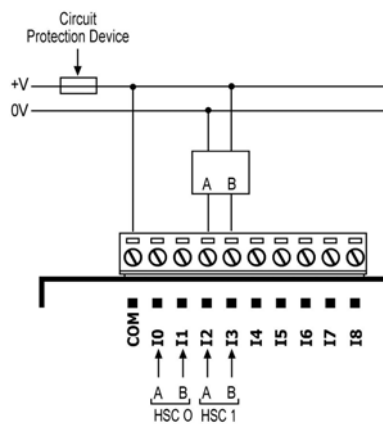 Circuit
Protection Device
+V
0V
A B
COM I0 I1 I2 I3 I4 I5 I6 I7 I8
A B A B
HSC 0 HSC 1